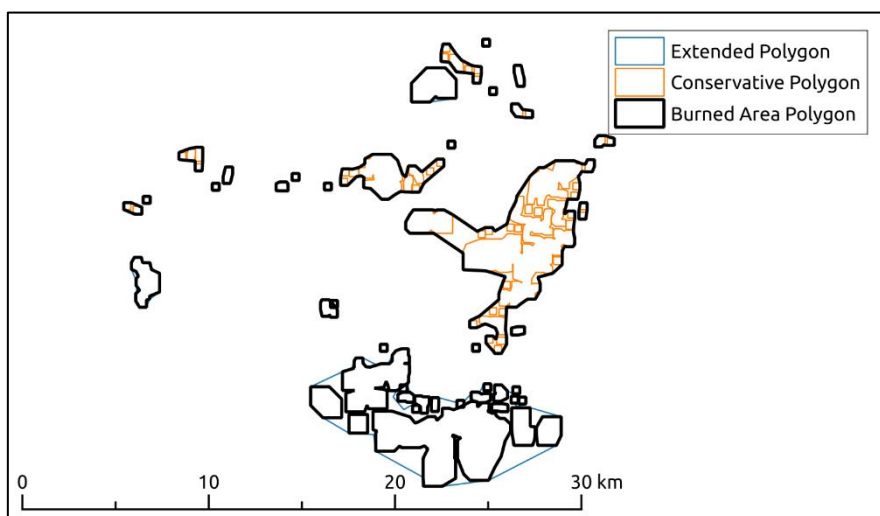 Extended Polygon
Conservative Polygon
Burned Area Polygon
0 10 20 30 km